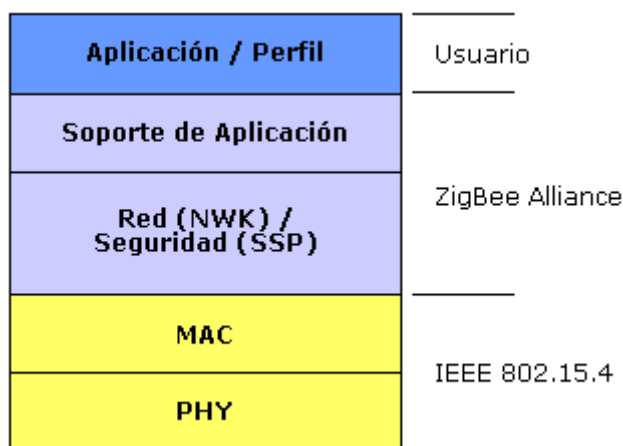 Aplicación / Perfil
Usuario
Soporte de Aplicación
ZigBee Alliance
Red (NWK) /
Seguridad (SSP)
MAC
IEEE 802.15.4
PHY